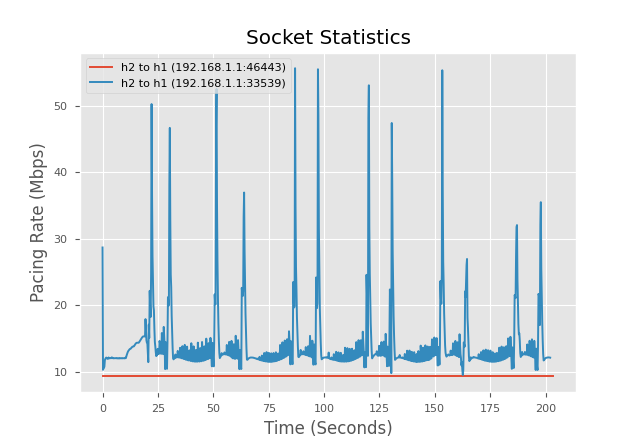 Socket Statistics
h2 to h1 (192.168.1.1:46443)
h2 to h1 (192.168.1.1:33539)
Pacing Rate (Mbps)
50
40
30
20
10
0 25 50 75 100 125 150 175 200
Time (Seconds)